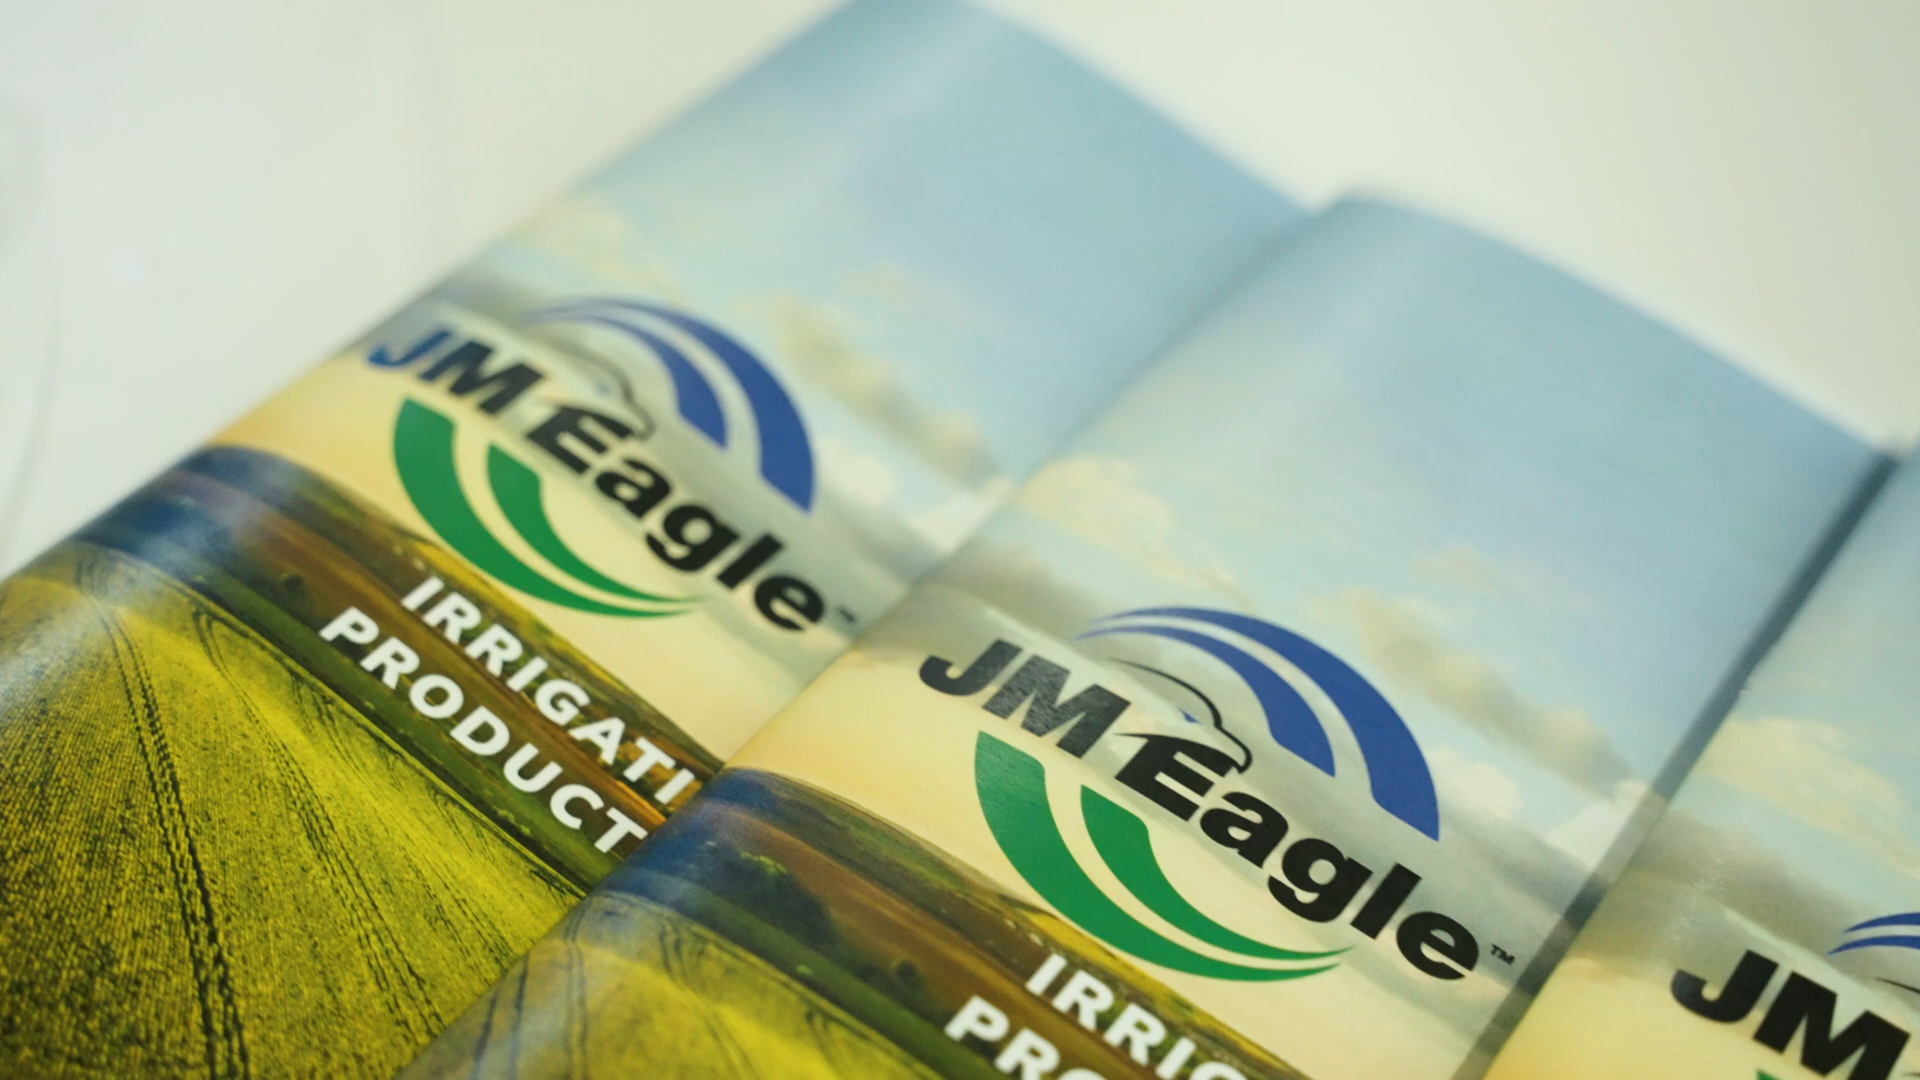 JM Eagle™
IRRIGATI
PRODUCT
JM Eagle™
IRRIG
PRO
JM